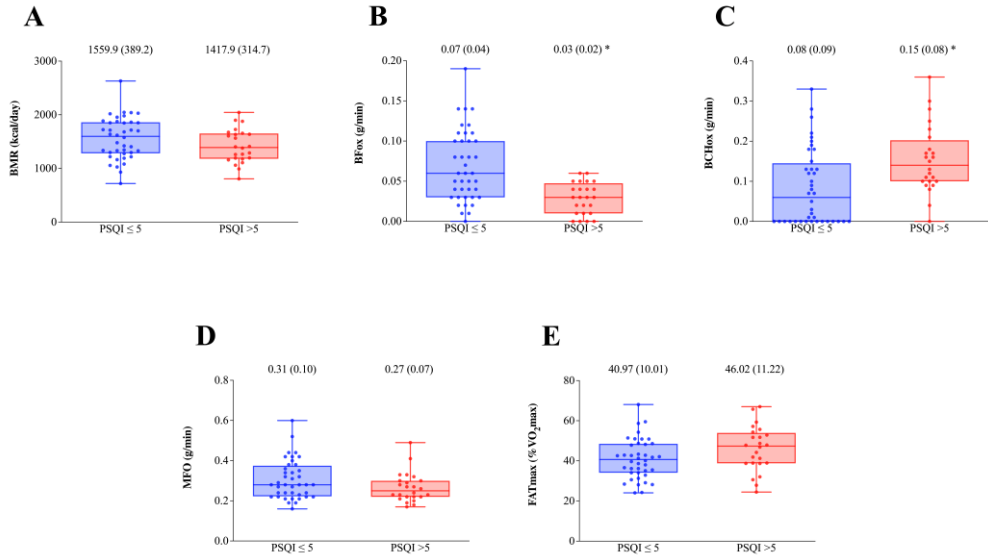 A
1559.9 (389.2) 1417.9 (314.7)
BMR (kcal/day)
3000
2000
1000
0
PSQI ≤ 5 PSQI >5
B
0.07 (0.04) 0.03 (0.02) *
BFox (g/min)
0.20
0.15
0.10
0.05
0.00
PSQI ≤ 5 PSQI >5
C
0.08 (0.09) 0.15 (0.08) *
BCHox (g/min)
0.4
0.3
0.2
0.1
0.0
PSQI ≤ 5 PSQI >5
D
0.31 (0.10) 0.27 (0.07)
MFO (g/min)
0.8
0.6
0.4
0.2
0.0
PSQI ≤ 5 PSQI >5
E
40.97 (10.01) 46.02 (11.22)
FATmax (%VO₂max)
80
60
40
20
0
PSQI ≤ 5 PSQI >5